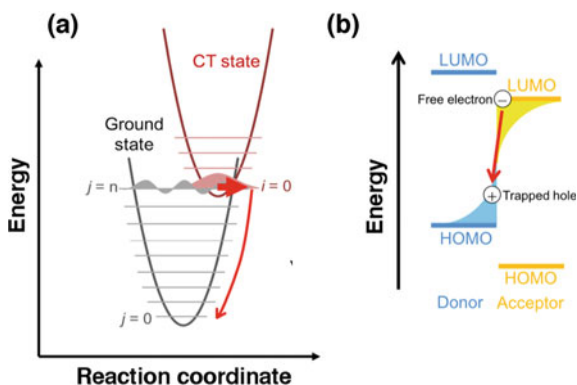 (a)
CT state
Ground
state
j = n
i = 0
j = 0
Energy
Reaction coordinate
(b)
LUMO
LUMO
Free electron
−
+
Trapped hole
HOMO
HOMO
Energy
Donor
Acceptor